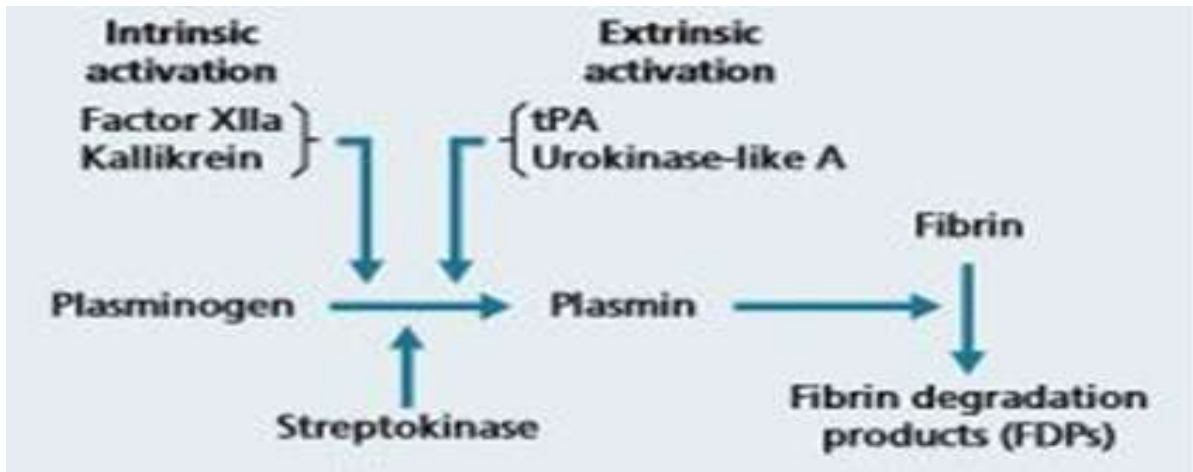 Intrinsic
activation
Factor XIIa
Kallikrein
Extrinsic
activation
tPA
Urokinase-like A
Fibrin
Plasminogen
Plasmin
Streptokinase
Fibrin degradation
products (FDPs)